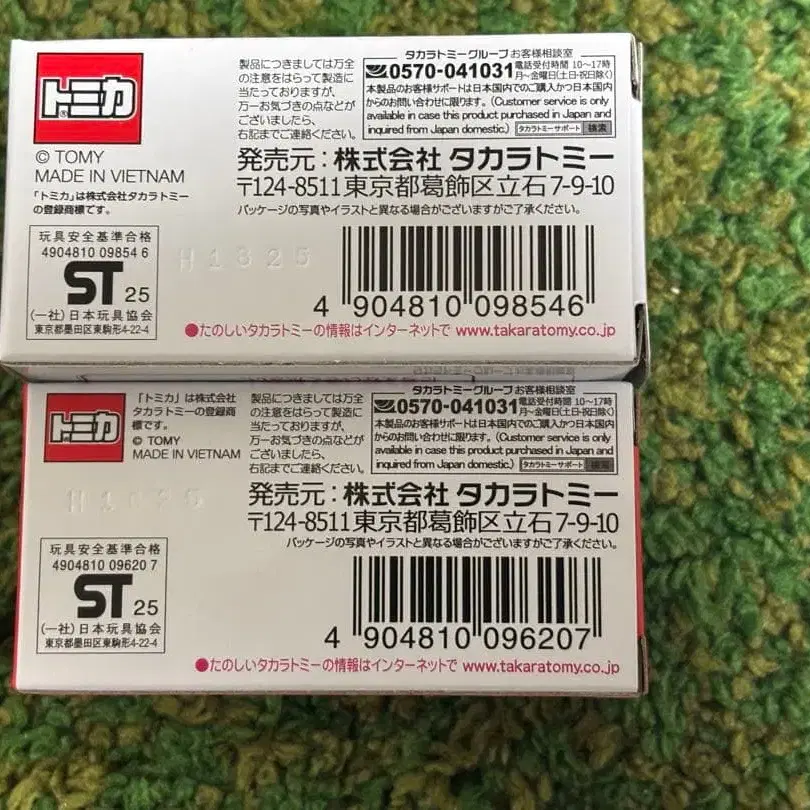 トミカ
®
© TOMY
MADE IN VIETNAM
「トミカ」は株式会社タカラトミー
の登録商標です。
製品につきましては万全
の注意をはらって製造に
当たっておりますが、
万一お気づきの点などが
ございましたら、
右記までご連絡ください。
タカラトミーグループお客様相談室
0570-041031 電話受付時間 10〜17時
月〜金曜日(土日・祝日除く)
本製品のお客様サポートは日本国内でのご購入かつ日本国内
からのお問い合わせに限ります。(Customer service is only
available in case this product purchased in Japan and
inquired from Japan domestic.) タカラトミーサポート 検索
発売元:株式会社 タカラトミー
〒124-8511東京都葛飾区立石7-9-10
パッケージの写真やイラストと異なる場合がございますがご了承ください。
玩具安全基準合格
4904810 09854 6
ST 25
(一社)日本玩具協会
東京都墨田区東駒形4-22-4
H1825
4 904810 098546
●たのしいタカラトミーの情報はインターネットで www.takaratomy.co.jp
トミカ
「トミカ」は株式会社
タカラトミーの登録商
標です。
© TOMY
MADE IN VIETNAM
製品につきましては万全
の注意をはらって製造に
当たっておりますが、
万一お気づきの点などが
ございましたら、
右記までご連絡ください。
タカラトミーグループお客様相談室
0570-041031 電話受付時間 10〜17時
月〜金曜日(土日・祝日除く)
本製品のお客様サポートは日本国内でのご購入かつ日本国内
からのお問い合わせに限ります。(Customer service is only
available in case this product purchased in Japan and
inquired from Japan domestic.) タカラトミーサポート 検索
発売元:株式会社 タカラトミー
〒124-8511東京都葛飾区立石7-9-10
パッケージの写真やイラストと異なる場合がございますがご了承ください。
玩具安全基準合格
4904810 09620 7
ST 25
(一社)日本玩具協会
東京都墨田区東駒形4-22-4
4 904810 096207
●たのしいタカラトミーの情報はインターネットで www.takaratomy.co.jp